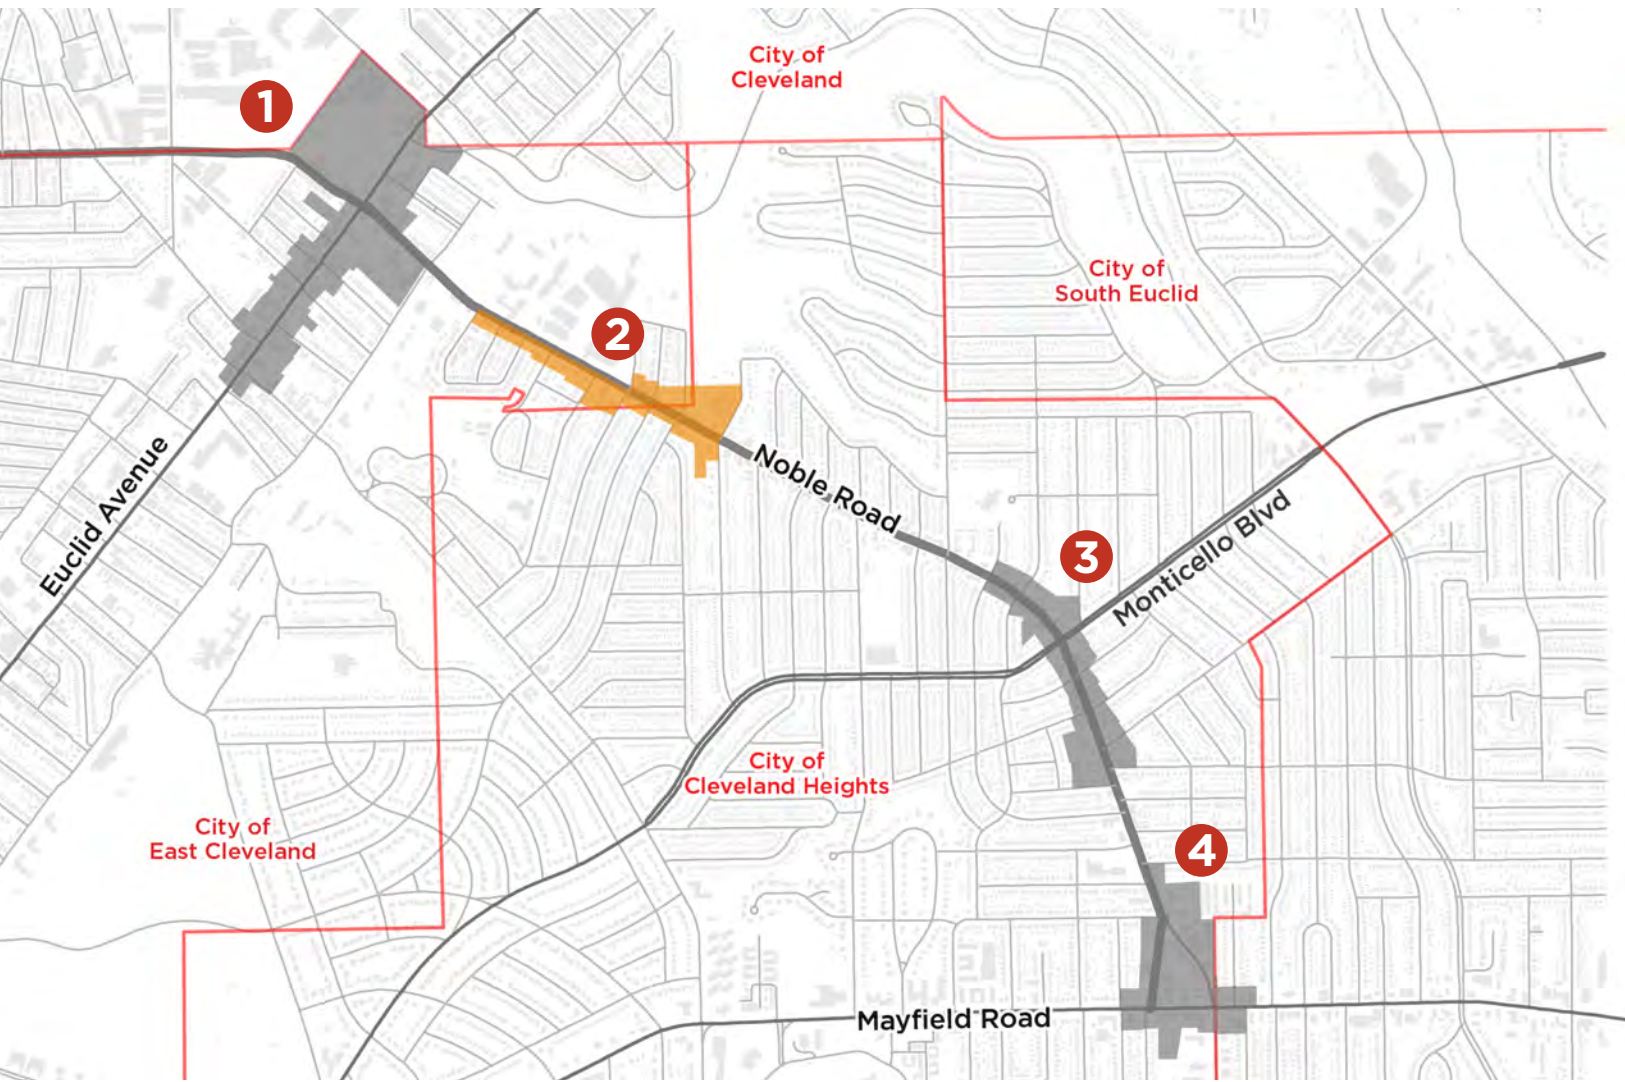 City of
Cleveland
1
City of
South Euclid
2
Euclid Avenue
Noble Road
3
Monticello Blvd
City of
Cleveland Heights
City of
East Cleveland
4
Mayfield Road